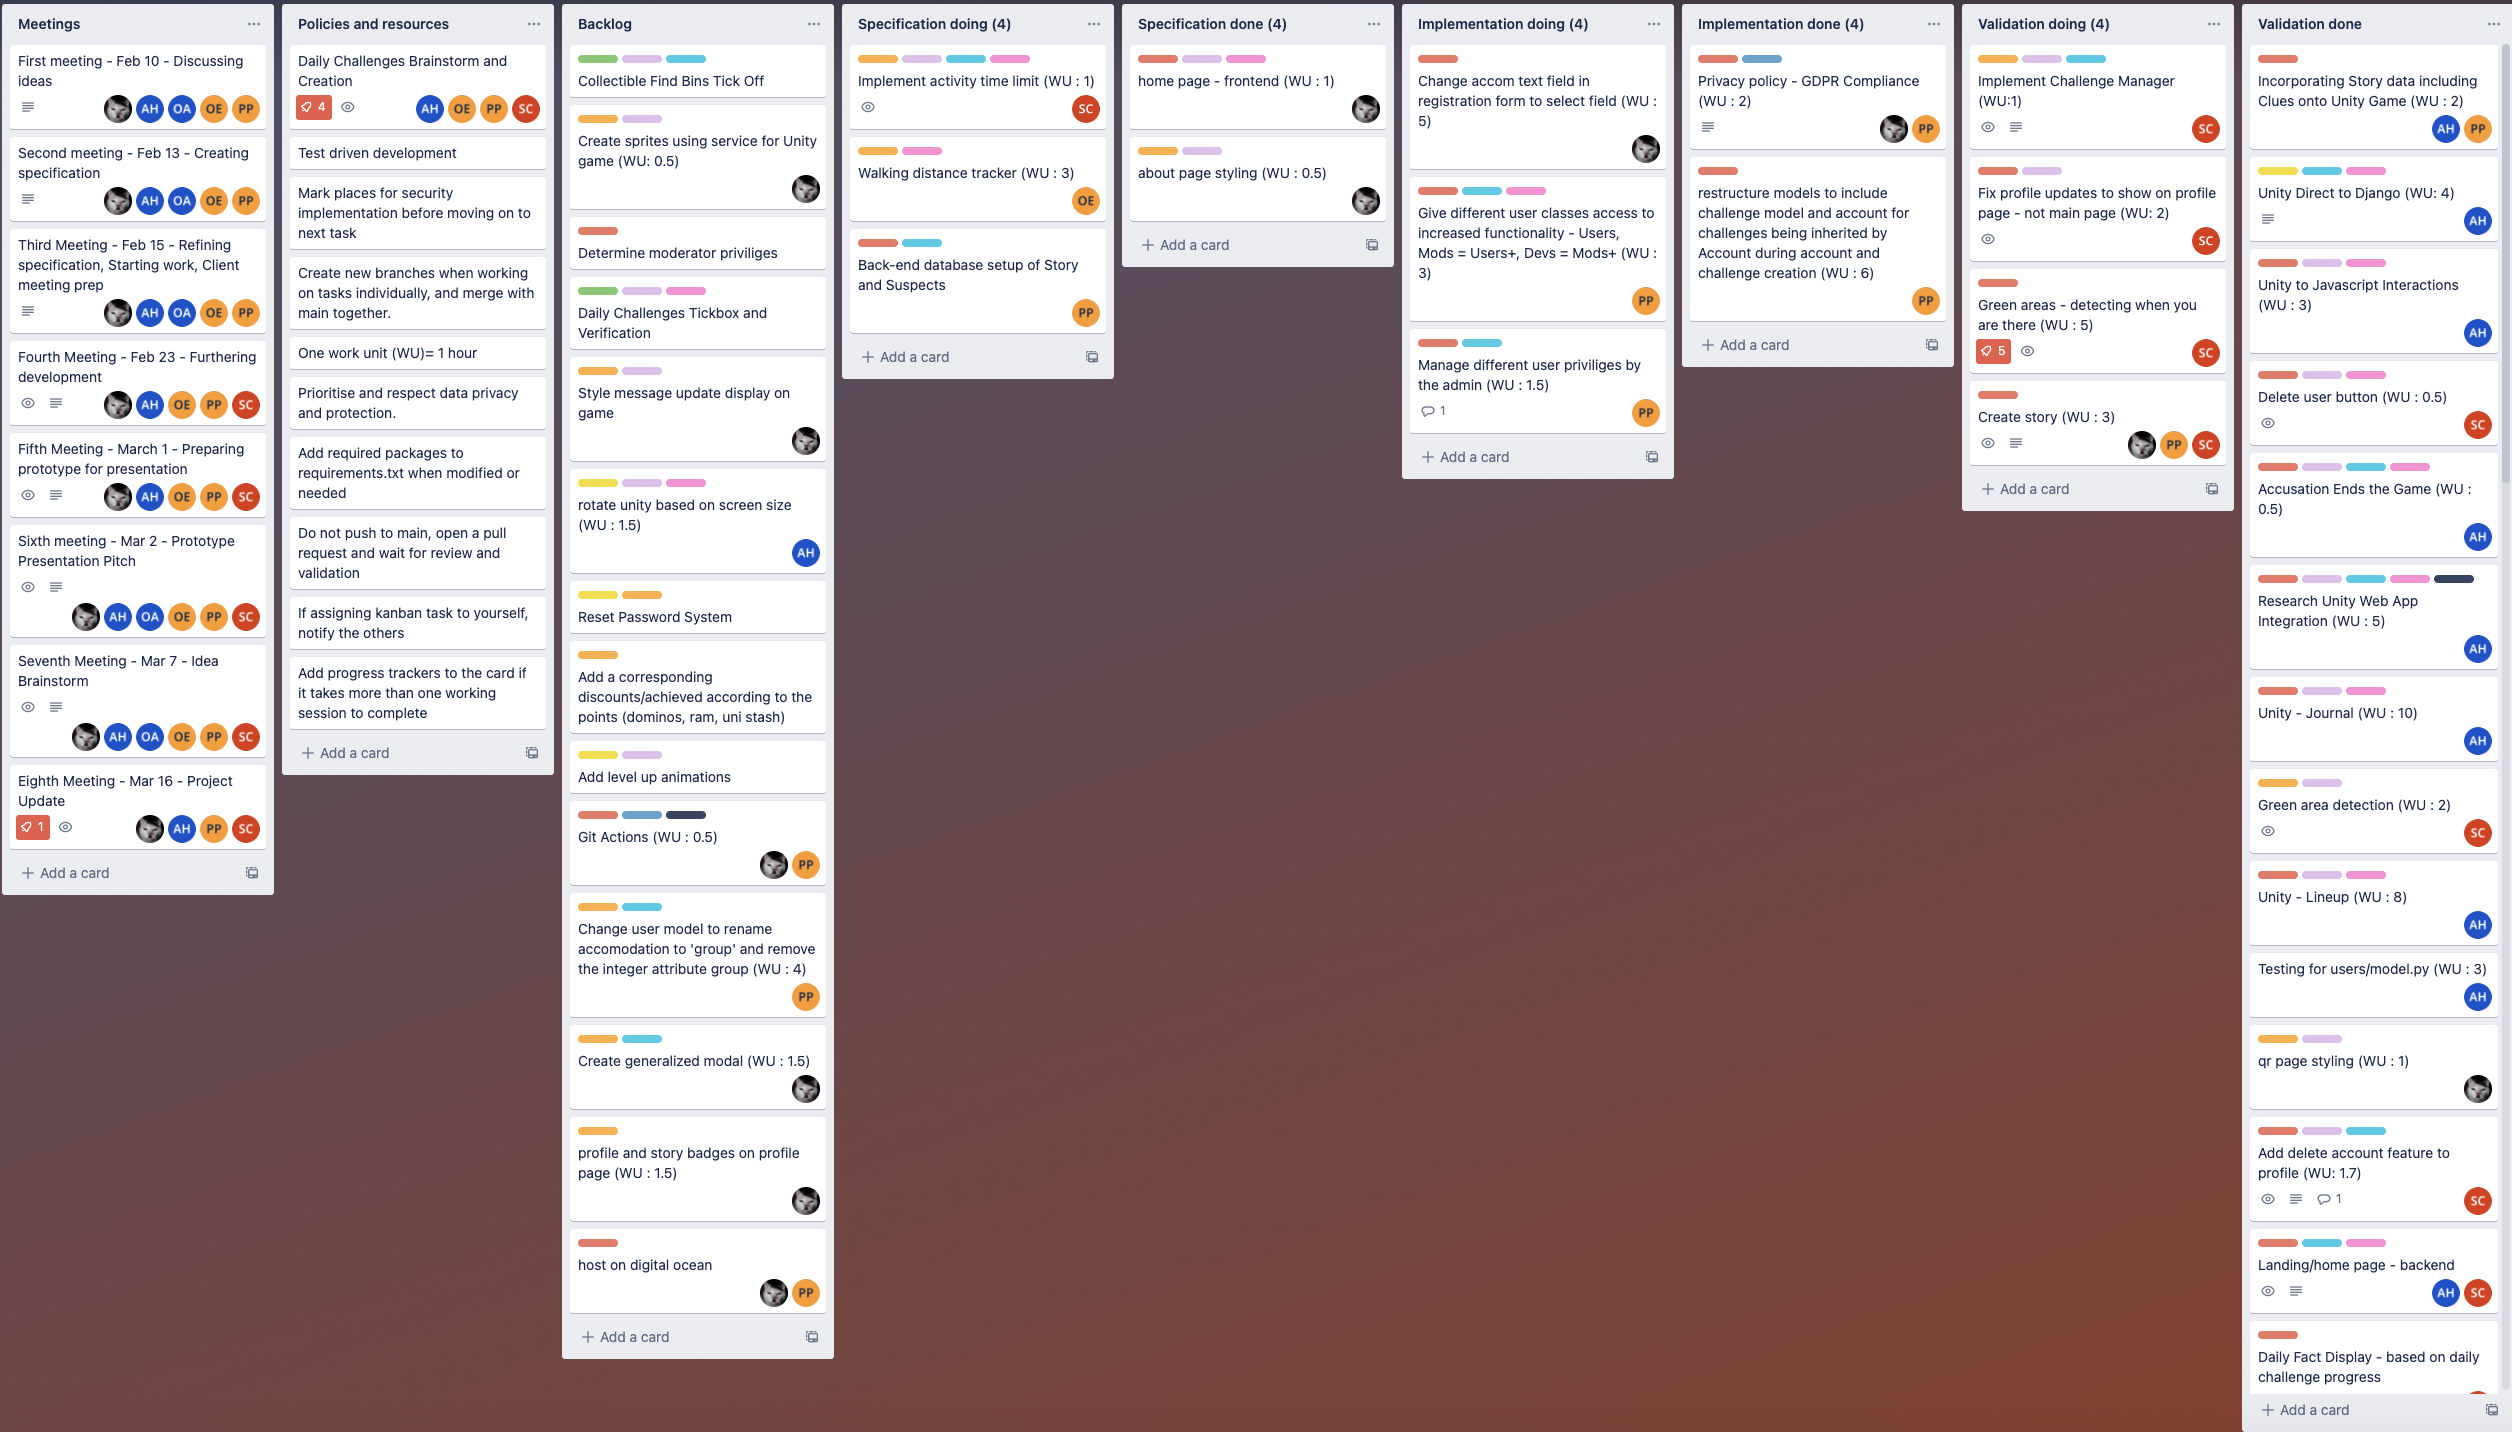 Meetings
First meeting - Feb 10 - Discussing
ideas
AH OA OE PP
Second meeting - Feb 13 - Creating
specification
AH OA OE PP
Third Meeting - Feb 15 - Refining
specification, Starting work, Client
meeting prep
AH OA OE PP
Fourth Meeting - Feb 23 - Furthering
development
AH OE PP SC
Fifth Meeting - March 1 - Preparing
prototype for presentation
AH OE PP SC
Sixth meeting - Mar 2 - Prototype
Presentation Pitch
AH OA OE PP SC
Seventh Meeting - Mar 7 - Idea
Brainstorm
AH OA OE PP SC
Eighth Meeting - Mar 16 - Project
Update
1 AH PP SC
Add a card
Policies and resources
Daily Challenges Brainstorm and
Creation
4 AH OE PP SC
Test driven development
Mark places for security
implementation before moving on to
next task
Create new branches when working
on tasks individually, and merge with
main together.
One work unit (WU)= 1 hour
Prioritise and respect data privacy
and protection.
Add required packages to
requirements.txt when modified or
needed
Do not push to main, open a pull
request and wait for review and
validation
If assigning kanban task to yourself,
notify the others
Add progress trackers to the card if
it takes more than one working
session to complete
Add a card
Backlog
Collectible Find Bins Tick Off
Create sprites using service for Unity
game (WU: 0.5)
Determine moderator priviliges
Daily Challenges Tickbox and
Verification
Style message update display on
game
rotate unity based on screen size
(WU : 1.5)
AH
Reset Password System
Add a corresponding
discounts/achieved according to the
points (dominos, ram, uni stash)
Add level up animations
Git Actions (WU : 0.5)
PP
Change user model to rename
accomodation to 'group' and remove
the integer attribute group (WU : 4)
PP
Create generalized modal (WU : 1.5)
profile and story badges on profile
page (WU : 1.5)
host on digital ocean
PP
Add a card
Specification doing (4)
Implement activity time limit (WU : 1)
SC
Walking distance tracker (WU : 3)
OE
Back-end database setup of Story
and Suspects
PP
Add a card
Specification done (4)
home page - frontend (WU : 1)
about page styling (WU : 0.5)
Add a card
Implementation doing (4)
Change accom text field in
registration form to select field (WU :
5)
Give different user classes access to
increased functionality - Users,
Mods = Users+, Devs = Mods+ (WU :
3)
PP
Manage different user priviliges by
the admin (WU : 1.5)
1 PP
Add a card
Implementation done (4)
Privacy policy - GDPR Compliance
(WU : 2)
PP
restructure models to include
challenge model and account for
challenges being inherited by
Account during account and
challenge creation (WU : 6)
PP
Add a card
Validation doing (4)
Implement Challenge Manager
(WU:1)
SC
Fix profile updates to show on profile
page - not main page (WU: 2)
SC
Green areas - detecting when you
are there (WU : 5)
5 SC
Create story (WU : 3)
PP SC
Add a card
Validation done
Incorporating Story data including
Clues onto Unity Game (WU : 2)
AH PP
Unity Direct to Django (WU: 4)
AH
Unity to Javascript Interactions
(WU : 3)
AH
Delete user button (WU : 0.5)
SC
Accusation Ends the Game (WU :
0.5)
AH
Research Unity Web App
Integration (WU : 5)
AH
Unity - Journal (WU : 10)
AH
Green area detection (WU : 2)
SC
Unity - Lineup (WU : 8)
AH
Testing for users/model.py (WU : 3)
AH
qr page styling (WU : 1)
Add delete account feature to
profile (WU: 1.7)
1 SC
Landing/home page - backend
AH SC
Daily Fact Display - based on daily
challenge progress
Add a card